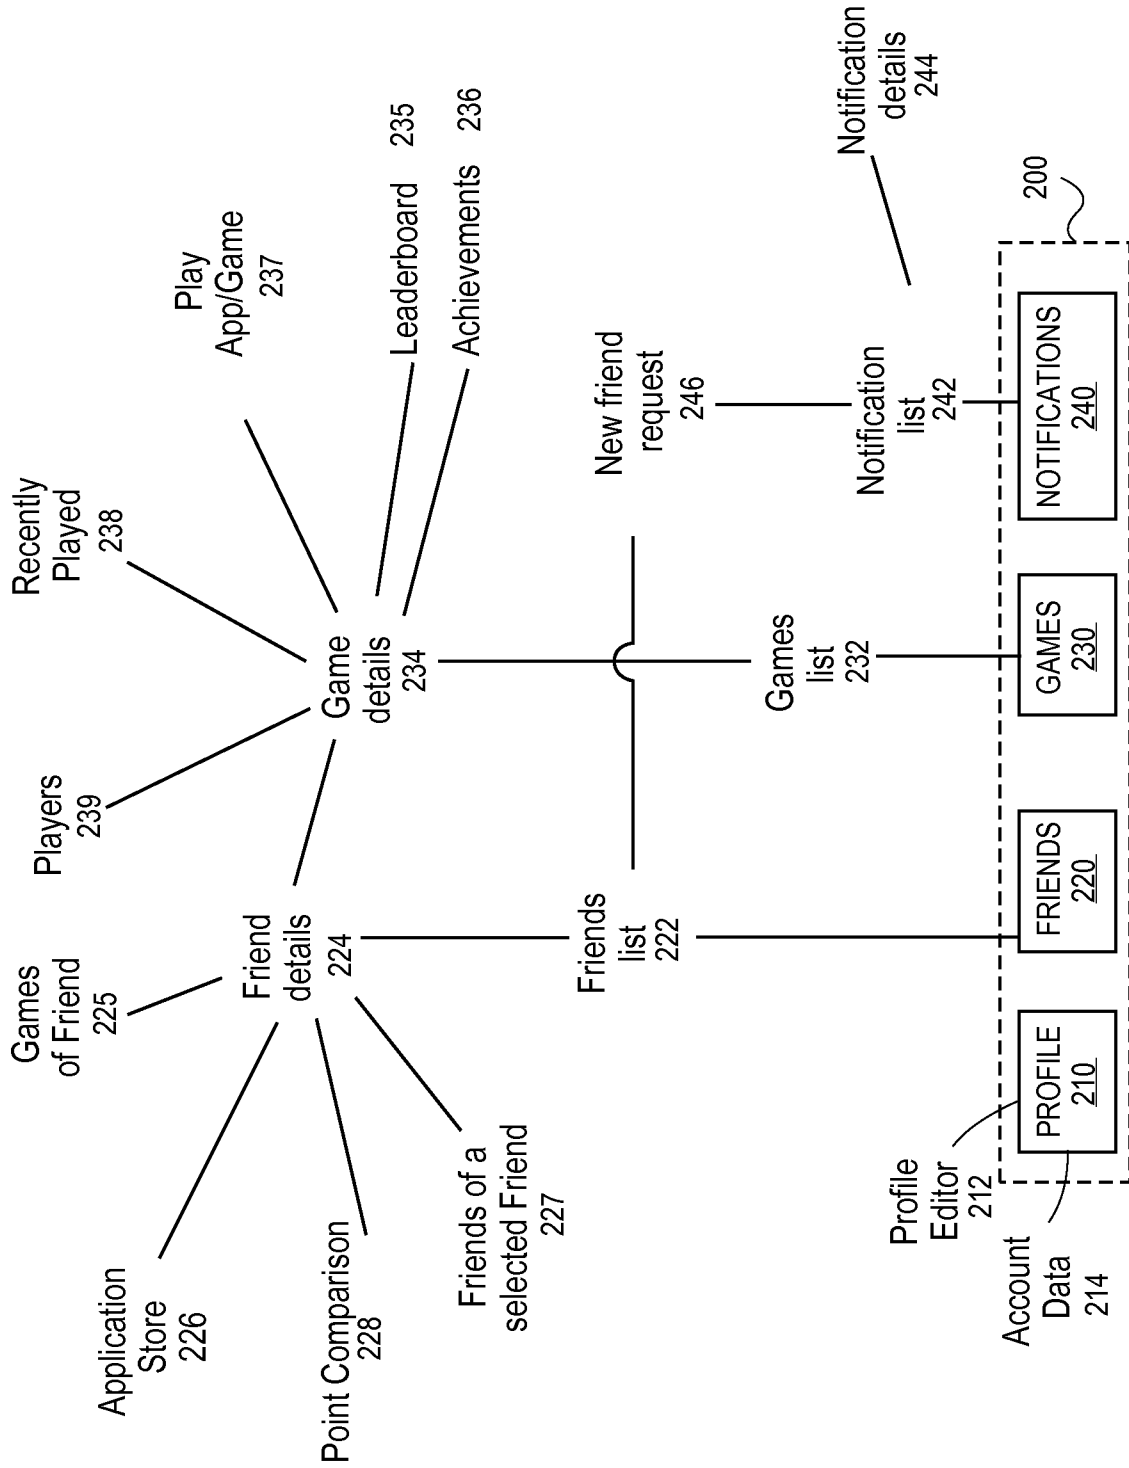 Application
Store
226
Games
of Friend
225
Players
239
Recently
Played
238
Play
App/Game
237
Point Comparison
228
Friend
details
224
Game
details
234
Leaderboard 235
Achievements 236
Friends of a
selected Friend
227
Friends
list
222
New friend
request
246
Games
list
232
Notification
list
242
Notification
details
244
Profile
Editor
212
Account
Data
214
200
PROFILE
210
FRIENDS
220
GAMES
230
NOTIFICATIONS
240